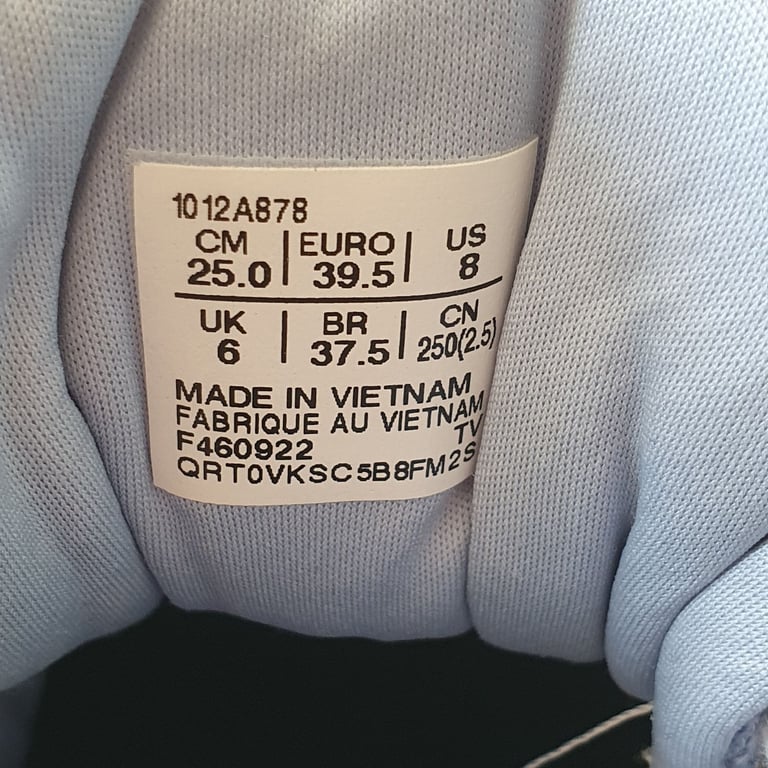 1012A878
CM | EURO | US
25.0 | 39.5 | 8
UK | BR | CN
6 | 37.5 | 250(2.5)
MADE IN VIETNAM
FABRIQUE AU VIETNAM
F460922 TV
QRT0VKSC5B8FM2S